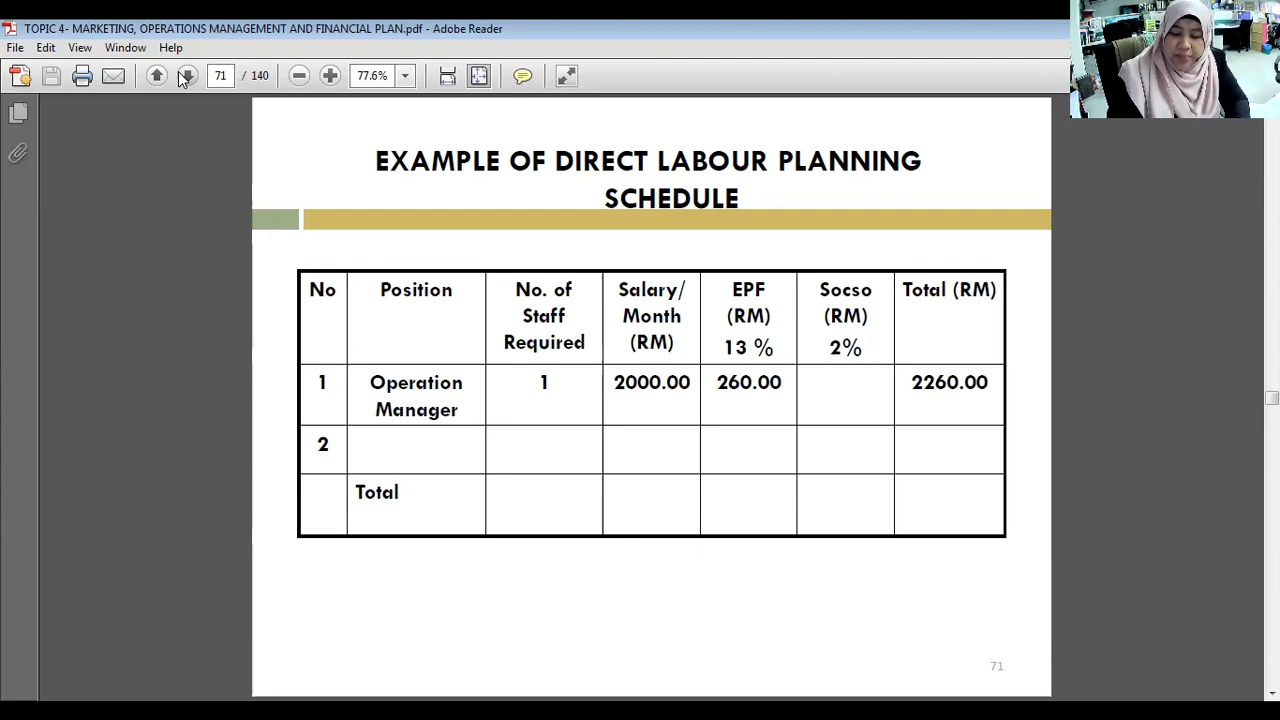 TOPIC 4- MARKETING, OPERATIONS MANAGEMENT AND FINANCIAL PLAN.pdf - Adobe Reader
File Edit View Window Help
71 / 140 77.6%
EXAMPLE OF DIRECT LABOUR PLANNING
SCHEDULE
No Position No. of Staff Required Salary/ Month (RM) EPF (RM) 13 % Socso (RM) 2% Total (RM)
1 Operation Manager 1 2000.00 260.00 2260.00
2
Total
71